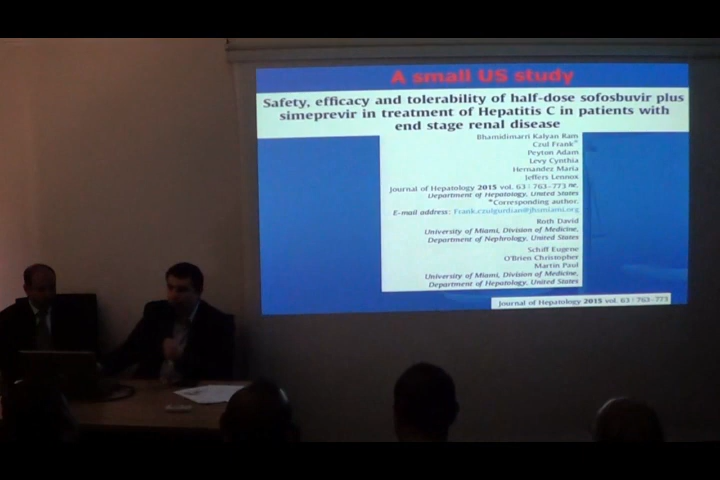 A small US study
Safety, efficacy and tolerability of half-dose sofosbuvir plus
simeprevir in treatment of Hepatitis C in patients with
end stage renal disease
Bhamidimarri Kalyan Ram
Czul Frank*
Peyton Adam
Levy Cynthia
Hernandez Maria
Jeffers Lennox
Journal of Hepatology 2015 vol. 63 : 763–773
Department of Hepatology, United States
*Corresponding author.
E-mail address:
Roth David
University of Miami, Division of Medicine,
Department of Nephrology, United States
Schiff Eugene
O'Brien Christopher
Martin Paul
University of Miami, Division of Medicine,
Department of Hepatology, United States
Journal of Hepatology 2015 vol. 63 : 763–773